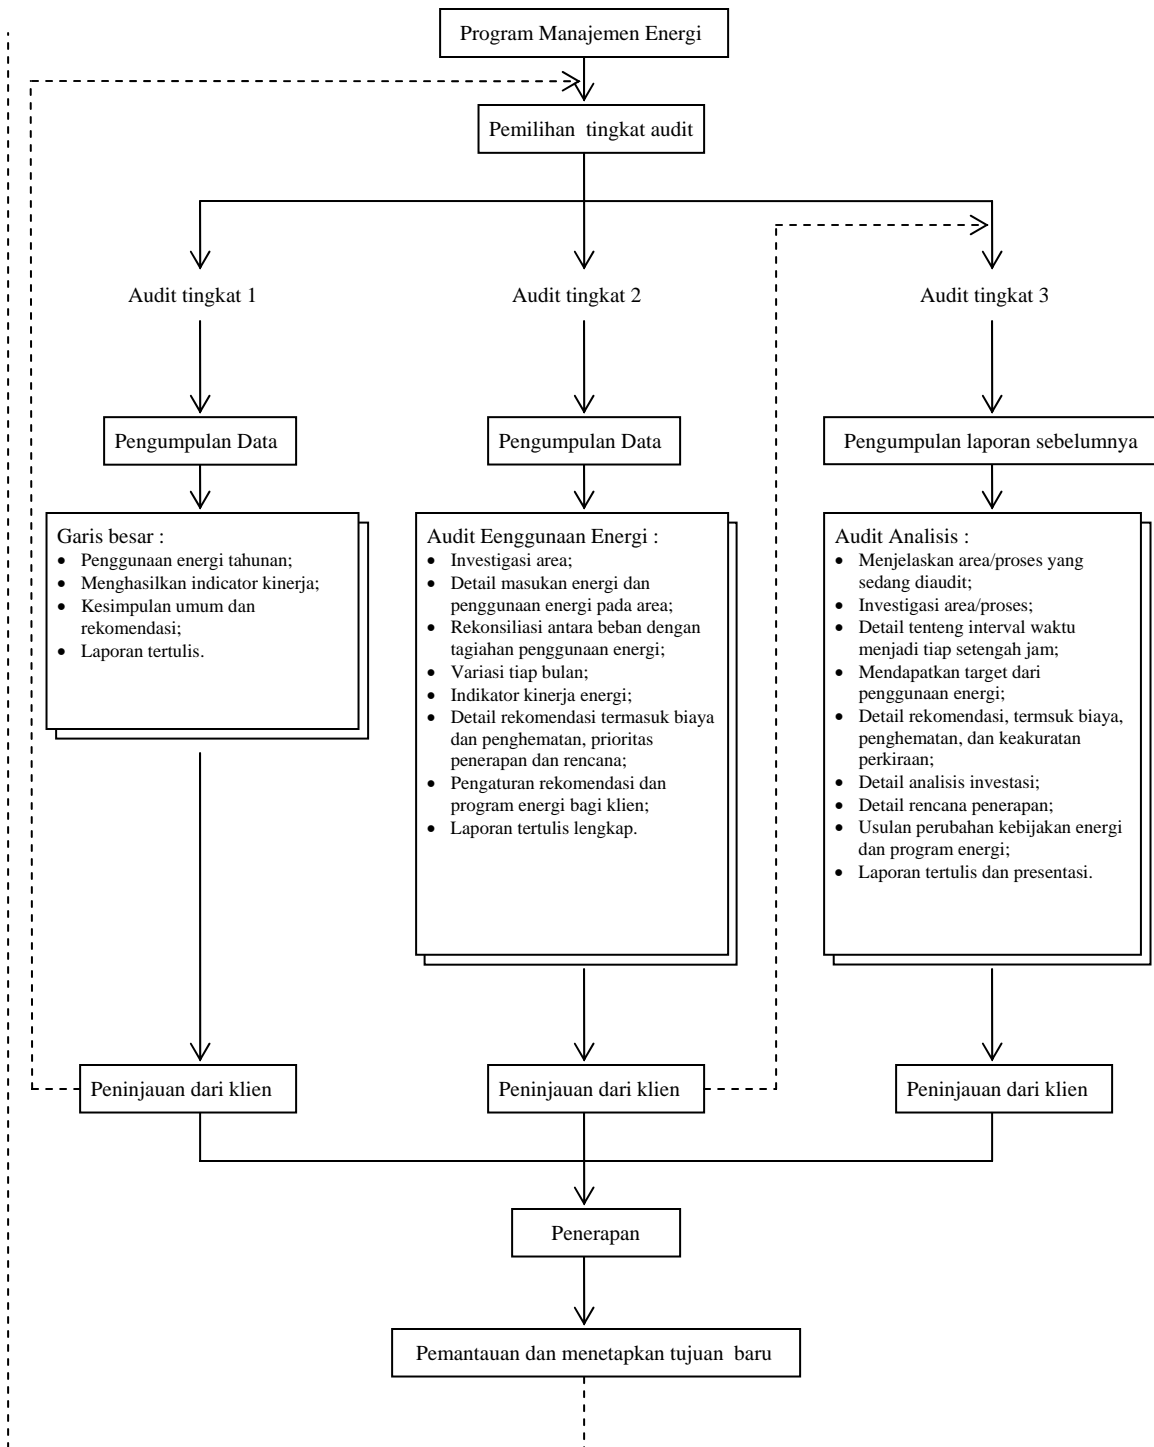 Program Manajemen Energi
Pemilihan tingkat audit
Audit tingkat 1
Audit tingkat 2
Audit tingkat 3
Pengumpulan Data
Pengumpulan Data
Pengumpulan laporan sebelumnya
Garis besar :
• Penggunaan energi tahunan;
• Menghasilkan indicator kinerja;
• Kesimpulan umum dan
rekomendasi;
• Laporan tertulis.
Audit Eenggunaan Energi :
• Investigasi area;
• Detail masukan energi dan
penggunaan energi pada area;
• Rekonsiliasi antara beban dengan
tagiahan penggunaan energi;
• Variasi tiap bulan;
• Indikator kinerja energi;
• Detail rekomendasi termasuk biaya
dan penghematan, prioritas
penerapan dan rencana;
• Pengaturan rekomendasi dan
program energi bagi klien;
• Laporan tertulis lengkap.
Audit Analisis :
• Menjelaskan area/proses yang
sedang diaudit;
• Investigasi area/proses;
• Detail tenteng interval waktu
menjadi tiap setengah jam;
• Mendapatkan target dari
penggunaan energi;
• Detail rekomendasi, termsuk biaya,
penghematan, dan keakuratan
perkiraan;
• Detail analisis investasi;
• Detail rencana penerapan;
• Usulan perubahan kebijakan energi
dan program energi;
• Laporan tertulis dan presentasi.
Peninjauan dari klien
Peninjauan dari klien
Peninjauan dari klien
Penerapan
Pemantauan dan menetapkan tujuan baru